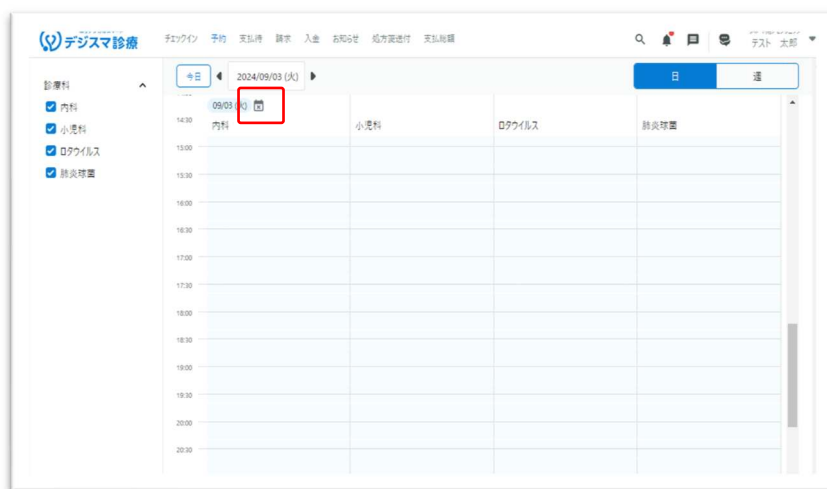 デジスマ診療
チェックイン 予約 支払待 請求 入金 お知らせ 処方箋送付 支払総額
テスト 太郎
今日 2024/09/03 (火) 日 週
診療科
内科
小児科
ロタウイルス
肺炎球菌
09/03 (火)
内科 小児科 ロタウイルス 肺炎球菌
14:30
15:00
15:30
16:00
16:30
17:00
17:30
18:00
18:30
19:00
19:30
20:00
20:30